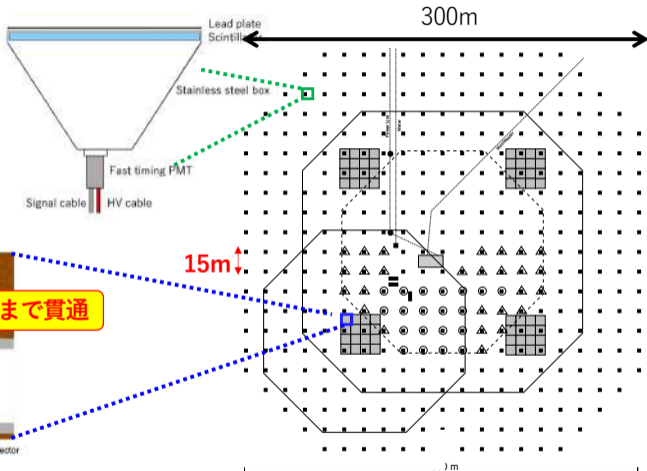 Lead plate
Scintill
300m
Stainless steel box
Fast timing PMT
Signal cable
HV cable
15m
まで貫通
ector
) m